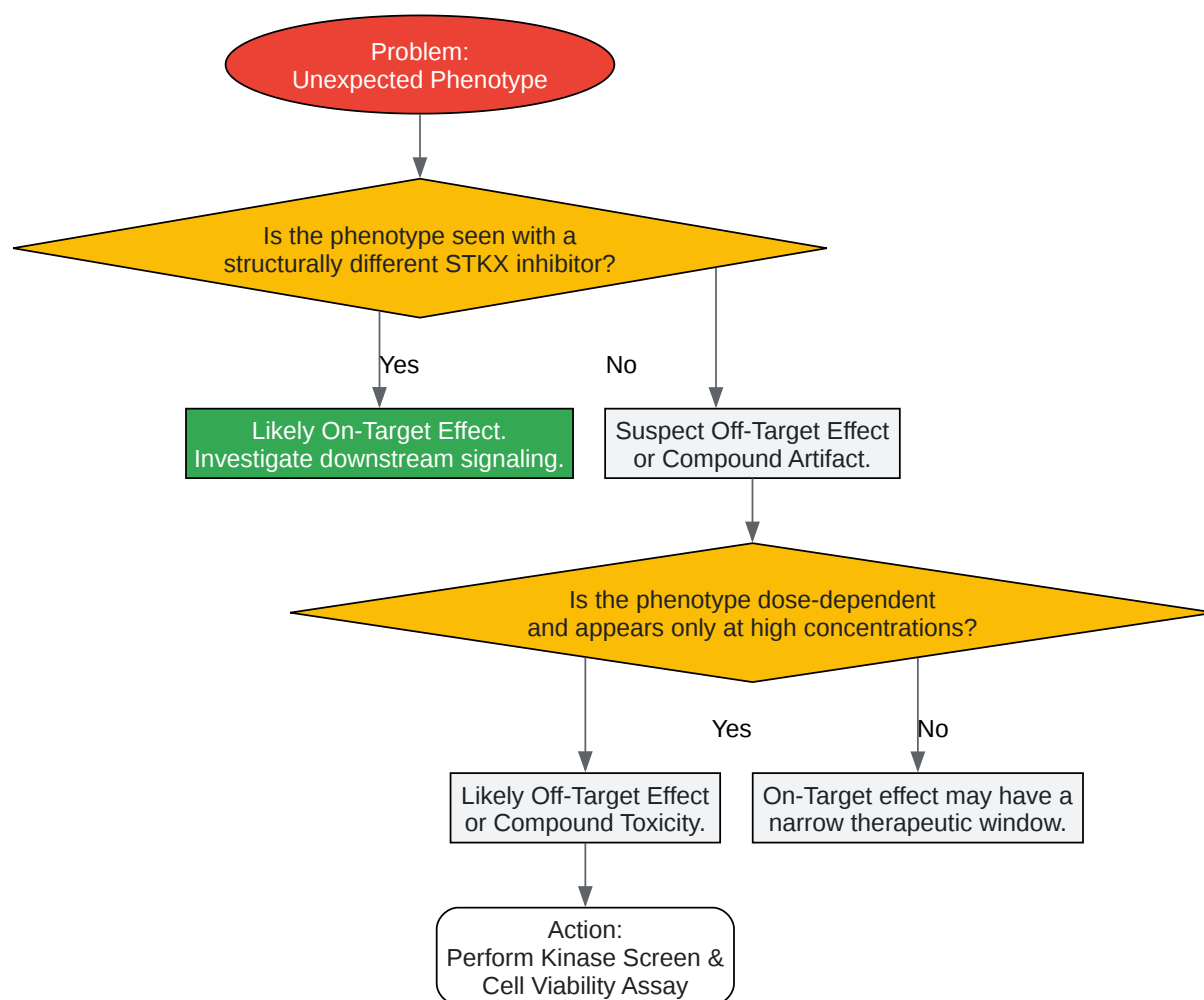 Problem:
Unexpected Phenotype
Is the phenotype seen with a
structurally different STKX inhibitor?
Yes
No
Likely On-Target Effect.
Investigate downstream signaling.
Suspect Off-Target Effect
or Compound Artifact.
Is the phenotype dose-dependent
and appears only at high concentrations?
Yes
No
Likely Off-Target Effect
or Compound Toxicity.
On-Target effect may have a
narrow therapeutic window.
Action:
Perform Kinase Screen &
Cell Viability Assay